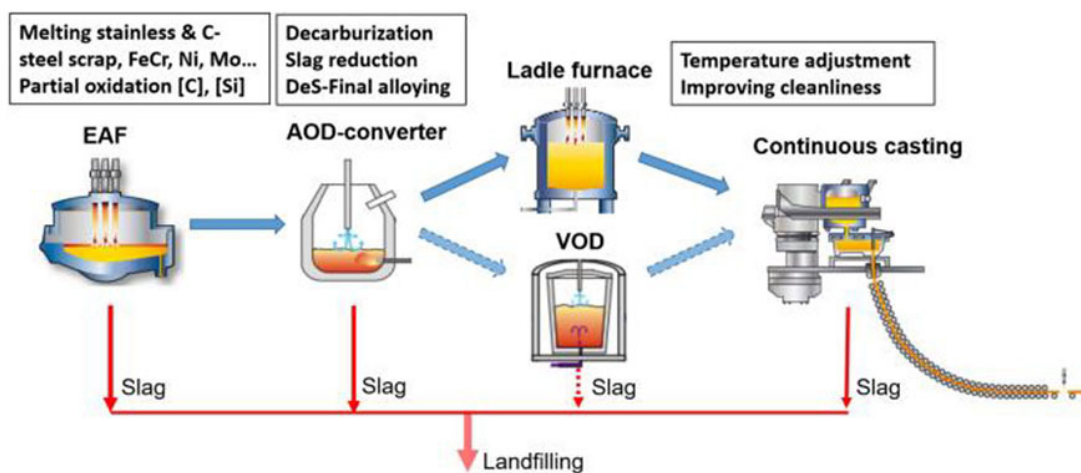 Melting stainless & C-
steel scrap, FeCr, Ni, Mo...
Partial oxidation [C], [Si]
Decarburization
Slag reduction
DeS-Final alloying
Ladle furnace
Temperature adjustment
Improving cleanliness
EAF
AOD-converter
Continuous casting
VOD
Slag
Slag
Slag
Slag
Landfilling